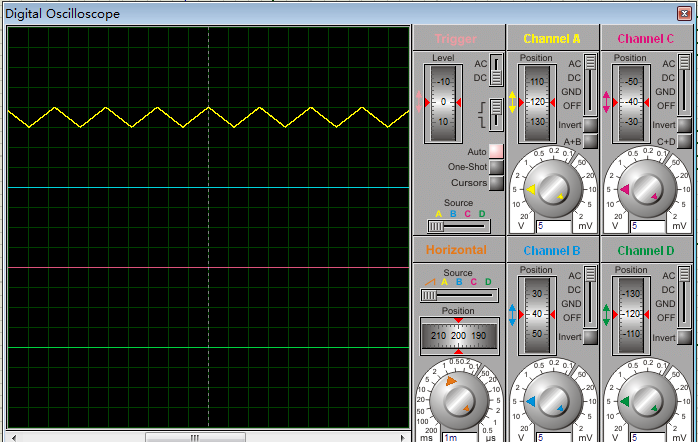 Digital Oscilloscope
Trigger
Level
AC
DC
-10
0
10
Auto
One-Shot
Cursors
Source
A B C D
Channel A
Position
110
120
130
AC
DC
GND
OFF
Invert
A+B
0.5 0.2 0.1
1 50
2 20
5 10
10 5
20 2
V 5 mV
Channel C
Position
-50
-40
-30
AC
DC
GND
OFF
Invert
C+D
0.5 0.2 0.1
1 50
2 20
5 10
10 5
20 2
V 5 mV
Horizontal
Source
A B C D
Position
210 200 190
ms 1m µs
Channel B
Position
30
40
50
AC
DC
GND
OFF
Invert
0.5 0.2 0.1
1 50
2 20
5 10
10 5
20 2
V 5 mV
Channel D
Position
-130
-120
-110
AC
DC
GND
OFF
Invert
0.5 0.2 0.1
1 50
2 20
5 10
10 5
20 2
V 5 mV